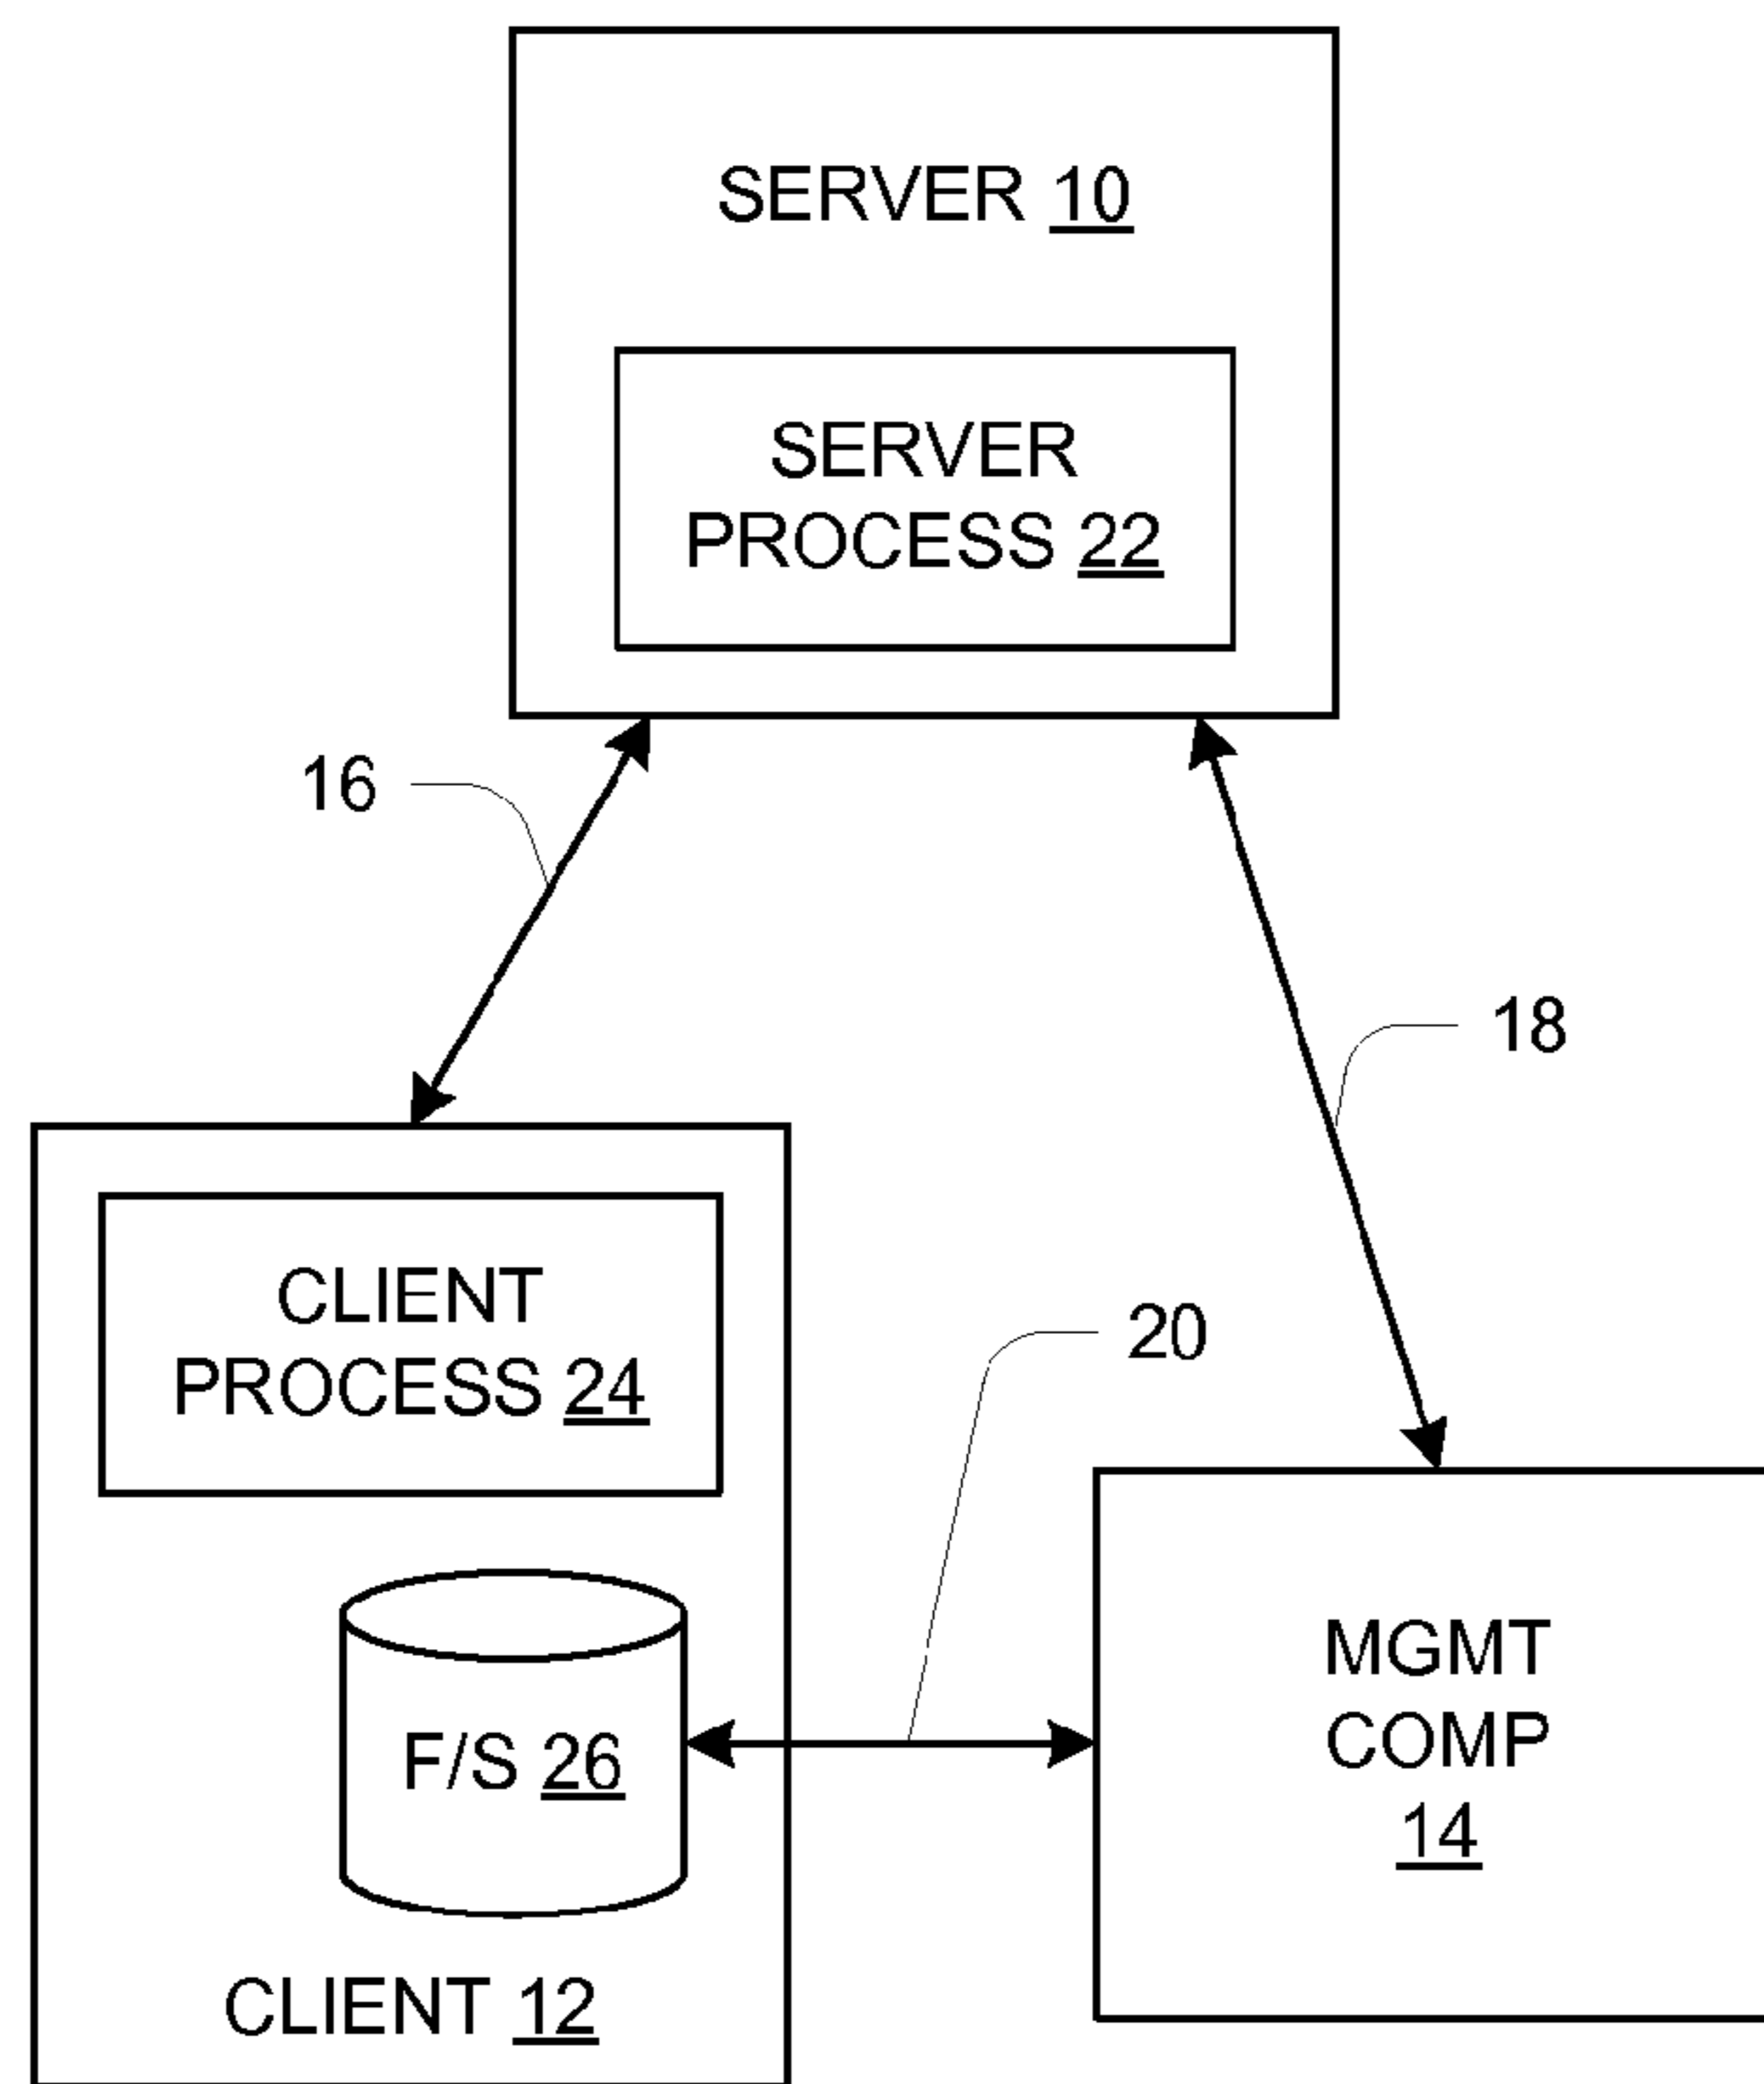 SERVER 10
SERVER
PROCESS 22
16
18
CLIENT
PROCESS 24
20
F/S 26
MGMT
COMP
14
CLIENT 12